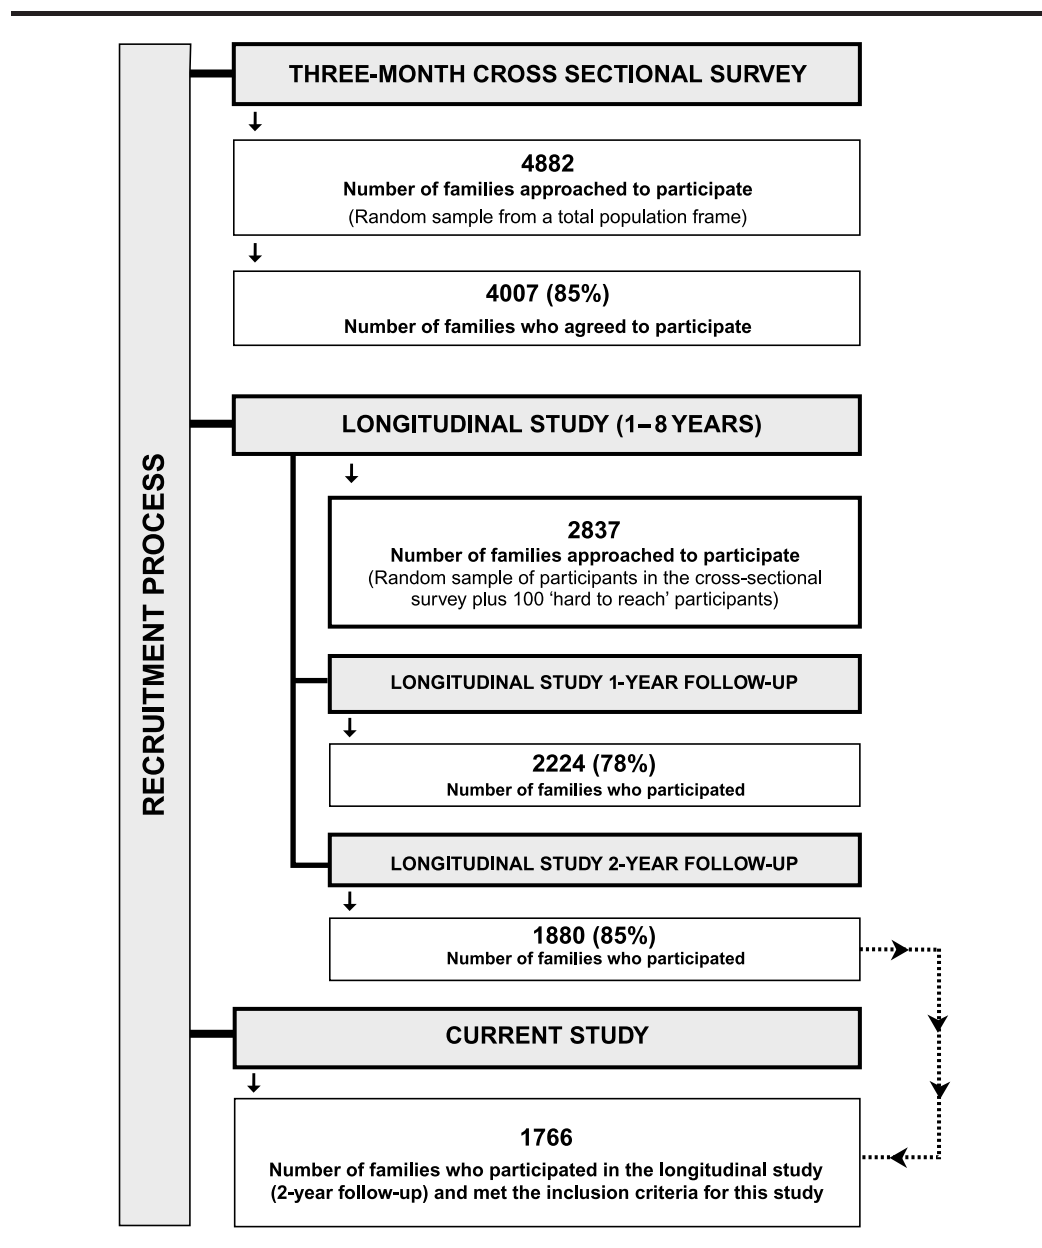 RECRUITMENT PROCESS
THREE-MONTH CROSS SECTIONAL SURVEY
4882
Number of families approached to participate
(Random sample from a total population frame)
4007 (85%)
Number of families who agreed to participate
LONGITUDINAL STUDY (1–8 YEARS)
2837
Number of families approached to participate
(Random sample of participants in the cross-sectional
survey plus 100 ‘hard to reach’ participants)
LONGITUDINAL STUDY 1-YEAR FOLLOW-UP
2224 (78%)
Number of families who participated
LONGITUDINAL STUDY 2-YEAR FOLLOW-UP
1880 (85%)
Number of families who participated
CURRENT STUDY
1766
Number of families who participated in the longitudinal study
(2-year follow-up) and met the inclusion criteria for this study